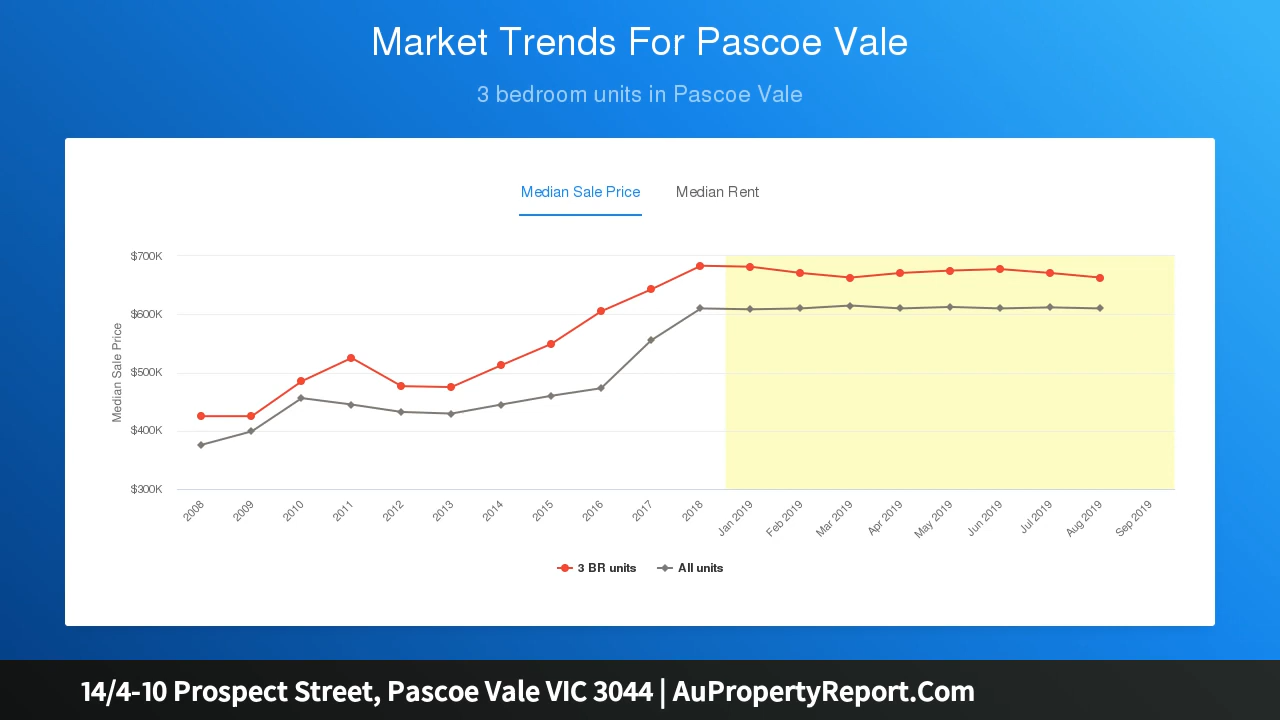 Market Trends For Pascoe Vale
3 bedroom units in Pascoe Vale
Median Sale Price Median Rent
Median Sale Price
$700K
$600K
$500K
$400K
$300K
2008 2009 2010 2011 2012 2013 2014 2015 2016 2017 2018 Jan 2019 Feb 2019 Mar 2019 Apr 2019 May 2019 Jun 2019 Jul 2019 Aug 2019 Sep 2019
3 BR units All units
14/4-10 Prospect Street, Pascoe Vale VIC 3044 | AuPropertyReport.Com